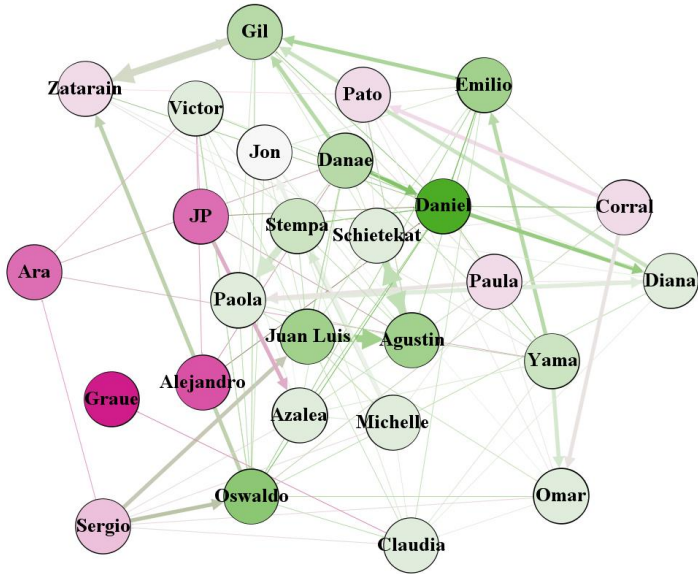 Gil
Zatarain
Emilio
Victor
Pato
Jon
Danae
Daniel
Corral
JP
Stempa
Schietekat
Ara
Paola
Paula
Diana
Juan Luis
Agustin
Yama
Alejandro
Graue
Azalea
Michelle
Oswaldo
Omar
Sergio
Claudia